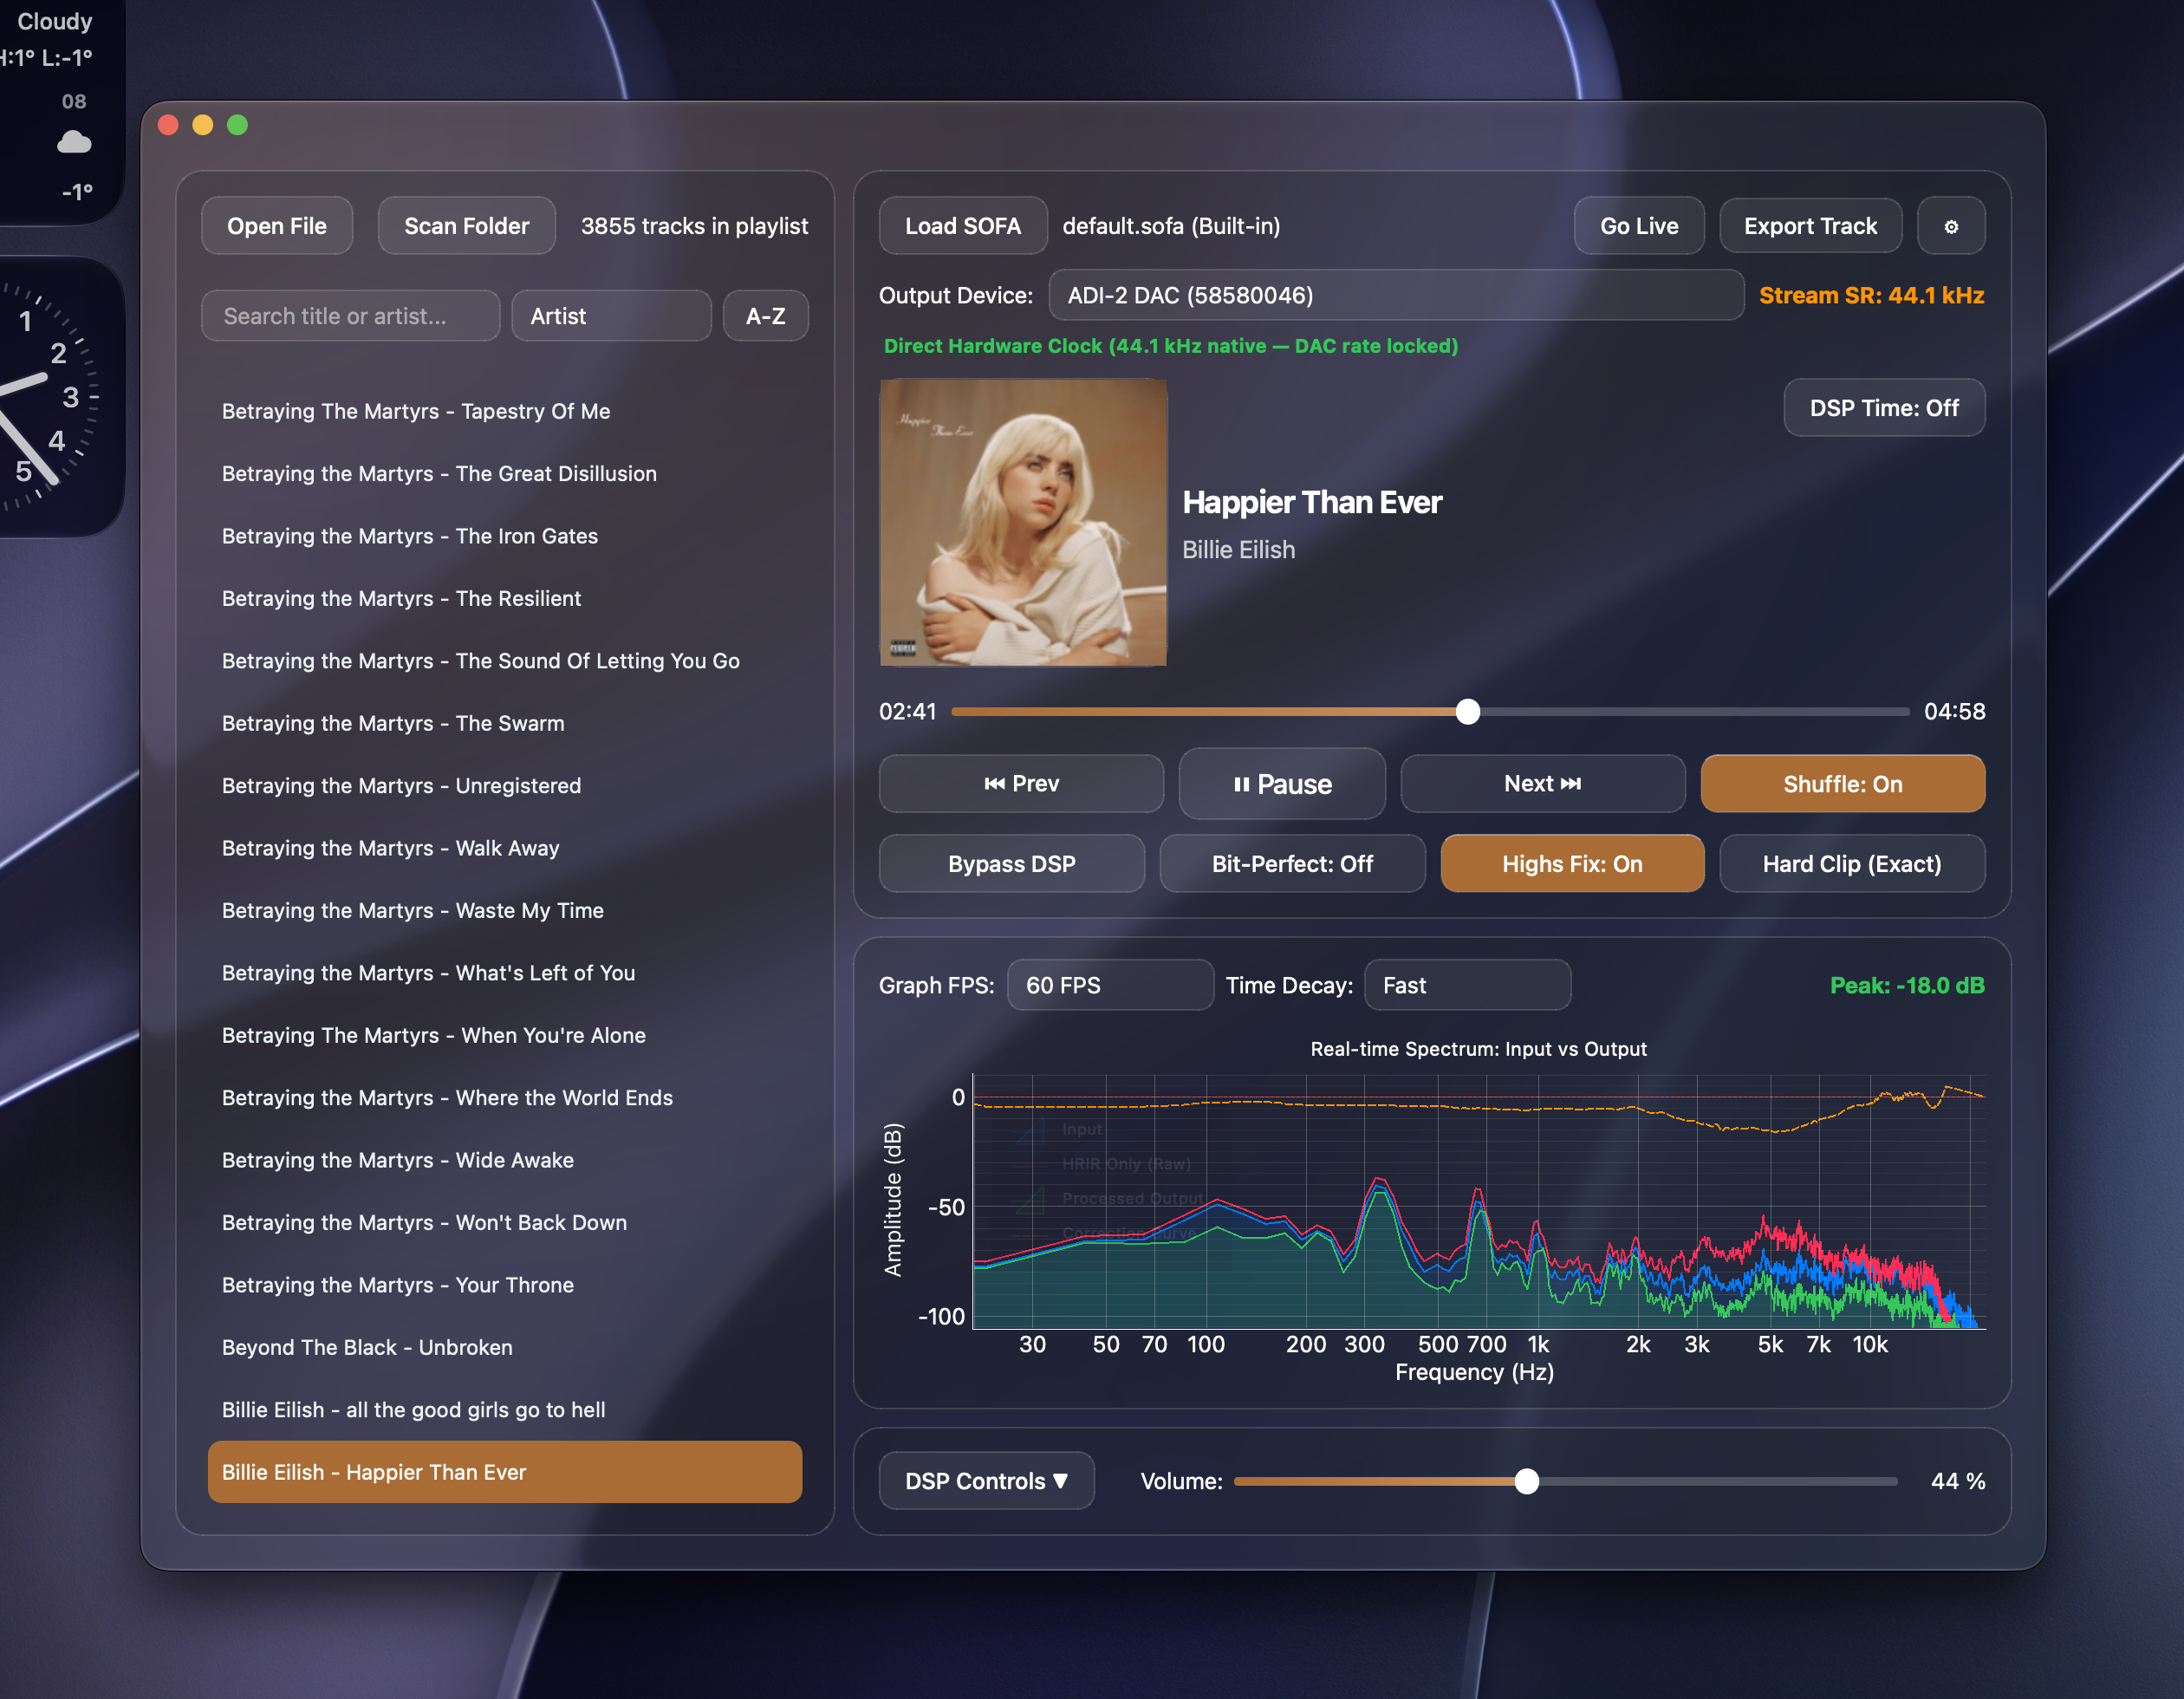 Cloudy
H:1° L:-1°
08
-1°
1
2
3
4
5
Open File
Scan Folder
3855 tracks in playlist
Search title or artist...
Artist
A-Z
Betraying The Martyrs - Tapestry Of Me
Betraying the Martyrs - The Great Disillusion
Betraying the Martyrs - The Iron Gates
Betraying the Martyrs - The Resilient
Betraying the Martyrs - The Sound Of Letting You Go
Betraying the Martyrs - The Swarm
Betraying the Martyrs - Unregistered
Betraying the Martyrs - Walk Away
Betraying the Martyrs - Waste My Time
Betraying the Martyrs - What's Left of You
Betraying The Martyrs - When You're Alone
Betraying the Martyrs - Where the World Ends
Betraying the Martyrs - Wide Awake
Betraying the Martyrs - Won't Back Down
Betraying the Martyrs - Your Throne
Beyond The Black - Unbroken
Billie Eilish - all the good girls go to hell
Billie Eilish - Happier Than Ever
Load SOFA
default.sofa (Built-in)
Go Live
Export Track
Output Device:
ADI-2 DAC (58580046)
Stream SR: 44.1 kHz
Direct Hardware Clock (44.1 kHz native — DAC rate locked)
Happier
Than Ever
DSP Time: Off
Happier Than Ever
Billie Eilish
02:41
04:58
⏮ Prev
⏸ Pause
Next ⏭
Shuffle: On
Bypass DSP
Bit-Perfect: Off
Highs Fix: On
Hard Clip (Exact)
Graph FPS:
60 FPS
Time Decay:
Fast
Peak: -18.0 dB
Real-time Spectrum: Input vs Output
Amplitude (dB)
0
-50
-100
Input
HRIR Only (Raw)
Processed Output
Correction Curve
30 50 70 100 200 300 500 700 1k 2k 3k 5k 7k 10k
Frequency (Hz)
DSP Controls ▼
Volume:
44 %